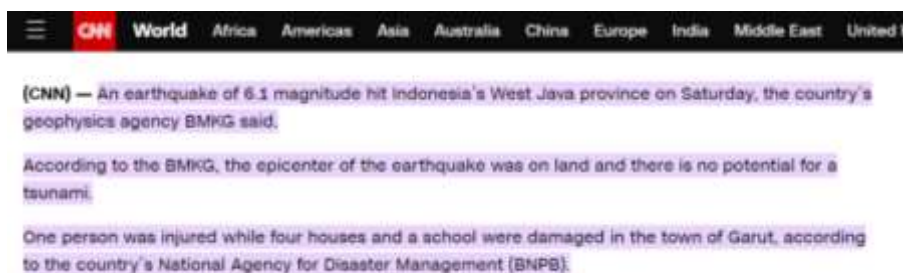 CNN World Africa Americas Asia Australia China Europe India Middle East United
(CNN) — An earthquake of 6.1 magnitude hit Indonesia's West Java province on Saturday, the country's
geophysics agency BMKG said.
According to the BMKG, the epicenter of the earthquake was on land and there is no potential for a
tsunami.
One person was injured while four houses and a school were damaged in the town of Garut, according
to the country's National Agency for Disaster Management (BNPB).